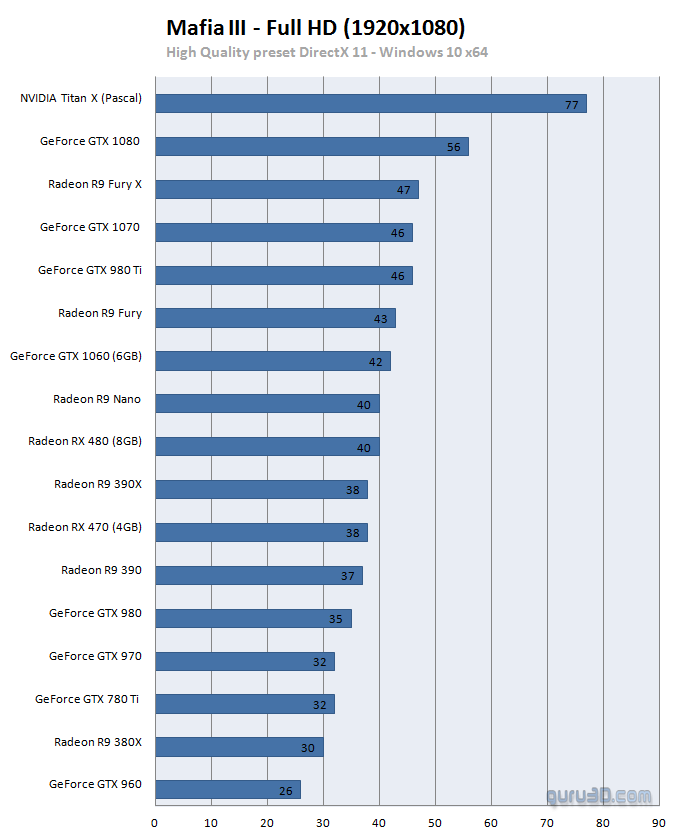 Mafia III - Full HD (1920x1080)
High Quality preset DirectX 11 - Windows 10 x64
NVIDIA Titan X (Pascal) 77
GeForce GTX 1080 56
Radeon R9 Fury X 47
GeForce GTX 1070 46
GeForce GTX 980 Ti 46
Radeon R9 Fury 43
GeForce GTX 1060 (6GB) 42
Radeon R9 Nano 40
Radeon RX 480 (8GB) 40
Radeon R9 390X 38
Radeon RX 470 (4GB) 38
Radeon R9 390 37
GeForce GTX 980 35
GeForce GTX 970 32
GeForce GTX 780 Ti 32
Radeon R9 380X 30
GeForce GTX 960 26
guru3D.com
0 10 20 30 40 50 60 70 80 90